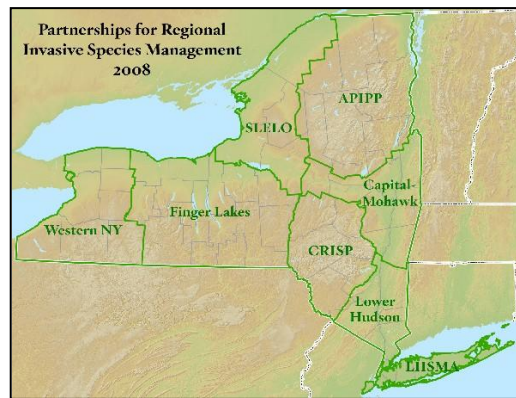 Partnerships for Regional
Invasive Species Management
2008
APIPP
SLELO
Capital-
Mohawk
Finger Lakes
Western NY
CRISP
Lower
Hudson
LIISMA